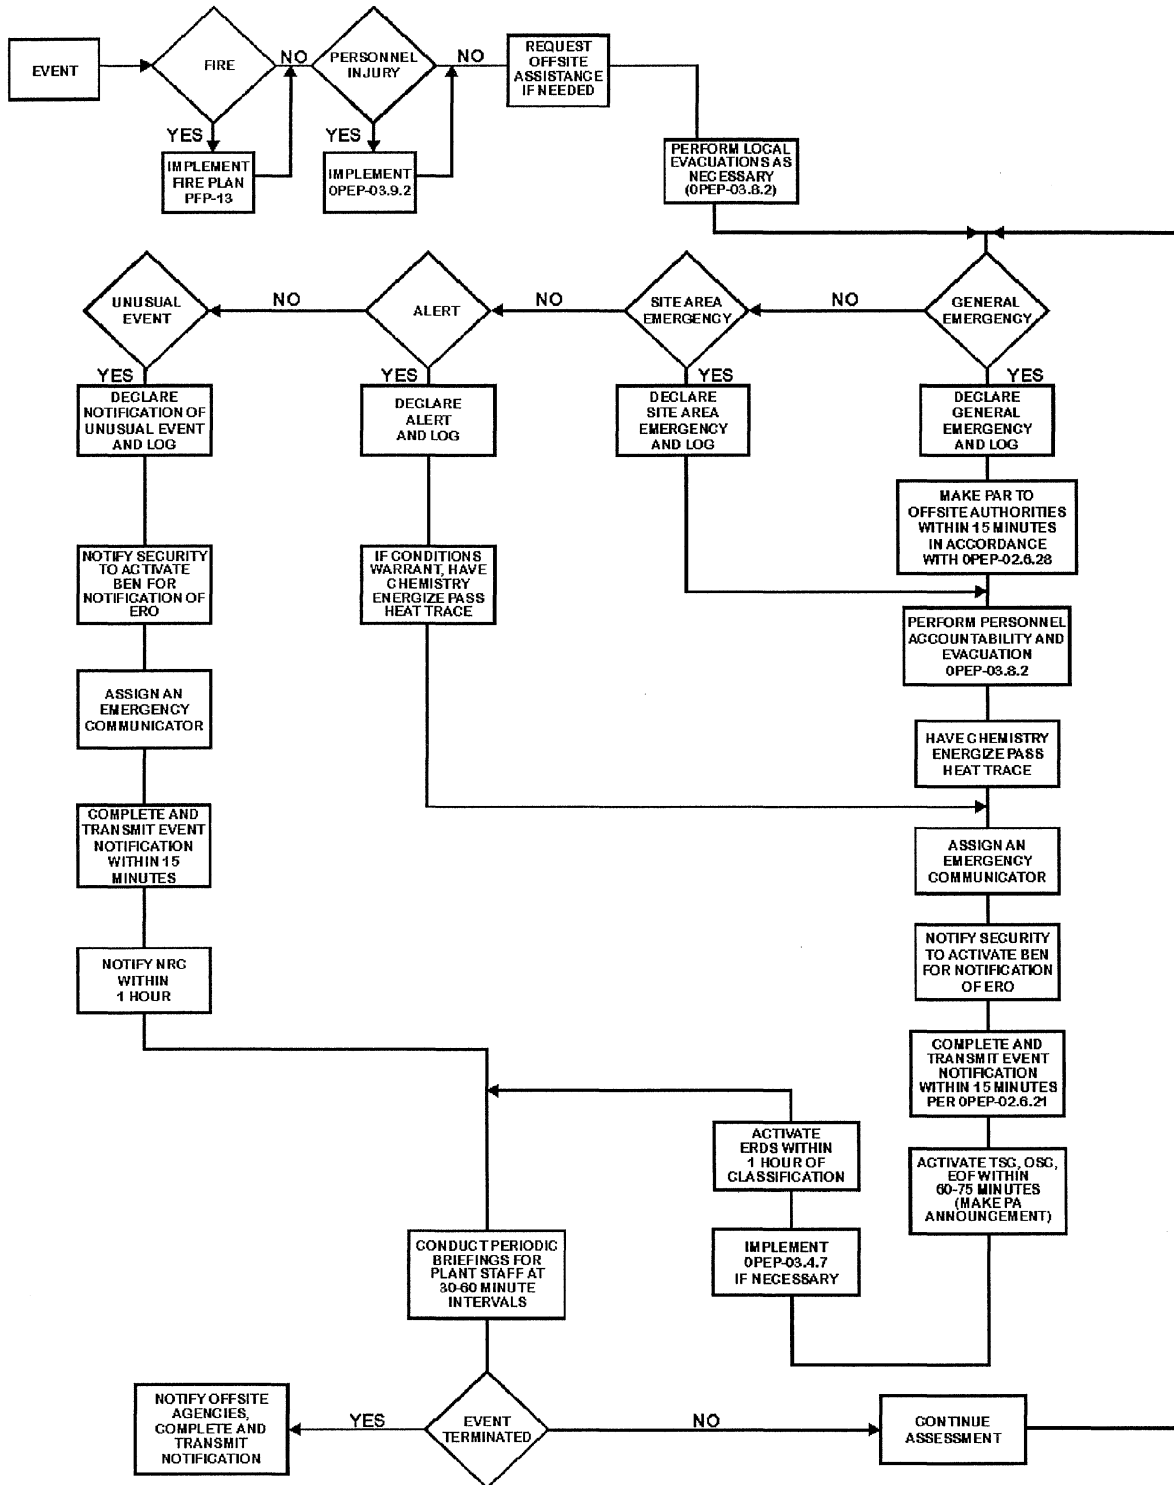 EVENT
FIRE
NO
PERSONNEL
INJURY
NO
REQUEST
OFFSITE
ASSISTANCE
IF NEEDED
YES
IMPLEMENT
FIRE PLAN
PFP-13
YES
IMPLEMENT
0PEP-03.9.2
PERFORM LOCAL
EVACUATIONS AS
NECESSARY
(0PEP-03.8.2)
UNUSUAL
EVENT
NO
ALERT
NO
SITE AREA
EMERGENCY
NO
GENERAL
EMERGENCY
YES
DECLARE
NOTIFICATION OF
UNUSUAL EVENT
AND LOG
YES
DECLARE
ALERT
AND LOG
YES
DECLARE
SITE AREA
EMERGENCY
AND LOG
YES
DECLARE
GENERAL
EMERGENCY
AND LOG
MAKE PAR TO
OFFSITE AUTHORITIES
WITHIN 15 MINUTES
IN ACCORDANCE
WITH 0PEP-02.6.28
NOTIFY SECURITY
TO ACTIVATE
BEN FOR
NOTIFICATION OF
ERO
IF CONDITIONS
WARRANT, HAVE
CHEMISTRY
ENERGIZE PASS
HEAT TRACE
PERFORM PERSONNEL
ACCOUNTABILITY AND
EVACUATION
0PEP-03.8.2
ASSIGN AN
EMERGENCY
COMMUNICATOR
HAVE CHEMISTRY
ENERGIZE PASS
HEAT TRACE
COMPLETE AND
TRANSMIT EVENT
NOTIFICATION
WITHIN 15
MINUTES
ASSIGN AN
EMERGENCY
COMMUNICATOR
NOTIFY NRC
WITHIN
1 HOUR
NOTIFY SECURITY
TO ACTIVATE BEN
FOR NOTIFICATION
OF ERO
COMPLETE AND
TRANSMIT EVENT
NOTIFICATION
WITHIN 15 MINUTES
PER 0PEP-02.6.21
ACTIVATE
ERDS WITHIN
1 HOUR OF
CLASSIFICATION
ACTIVATE TSC, OSC,
EOF WITHIN
60-75 MINUTES
(MAKE PA
ANNOUNCEMENT)
CONDUCT PERIODIC
BRIEFINGS FOR
PLANT STAFF AT
30-60 MINUTE
INTERVALS
IMPLEMENT
0PEP-03.4.7
IF NECESSARY
NOTIFY OFFSITE
AGENCIES,
COMPLETE AND
TRANSMIT
NOTIFICATION
YES
EVENT
TERMINATED
NO
CONTINUE
ASSESSMENT